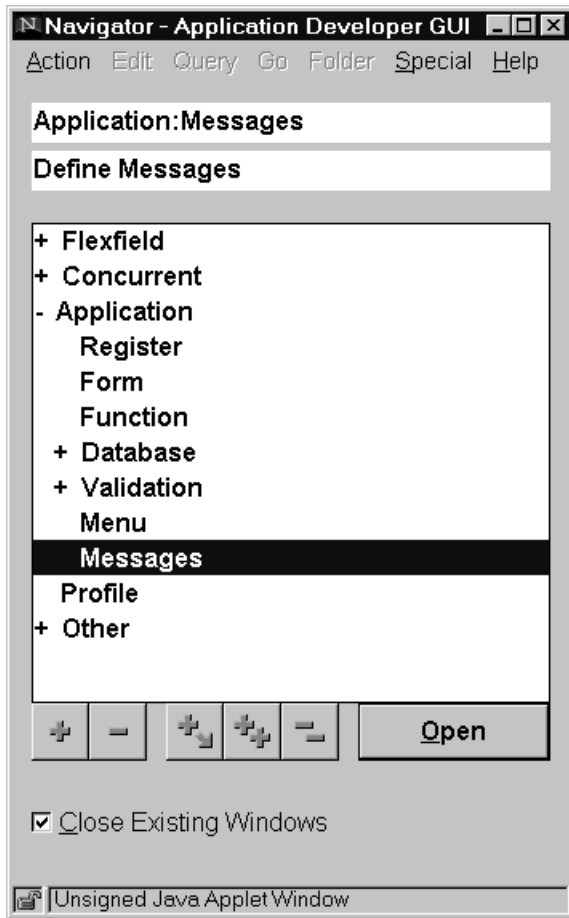 Navigator - Application Developer GUI
Action Edit Query Go Folder Special Help
Application:Messages
Define Messages
+ Flexfield
+ Concurrent
- Application
Register
Form
Function
+ Database
+ Validation
Menu
Messages
Profile
+ Other
Open
Close Existing Windows
Unsigned Java Applet Window